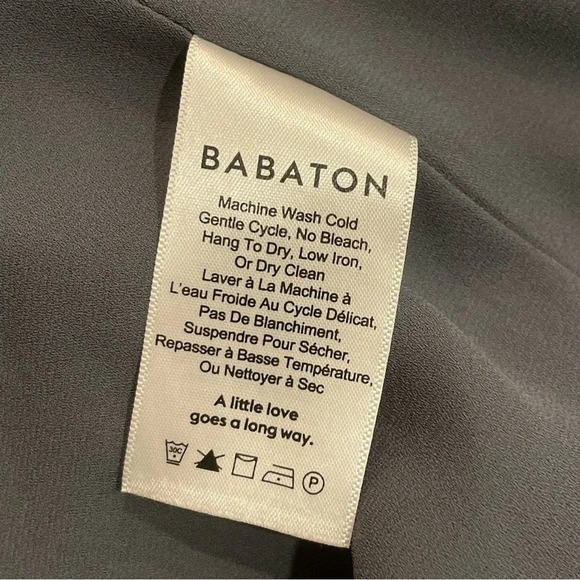 BABATON
Machine Wash Cold
Gentle Cycle, No Bleach,
Hang To Dry, Low Iron,
Or Dry Clean
Laver à La Machine à
L'eau Froide Au Cycle Délicat,
Pas De Blanchiment,
Suspendre Pour Sécher,
Repasser à Basse Température,
Ou Nettoyer à Sec
A little love
goes a long way.
30C P